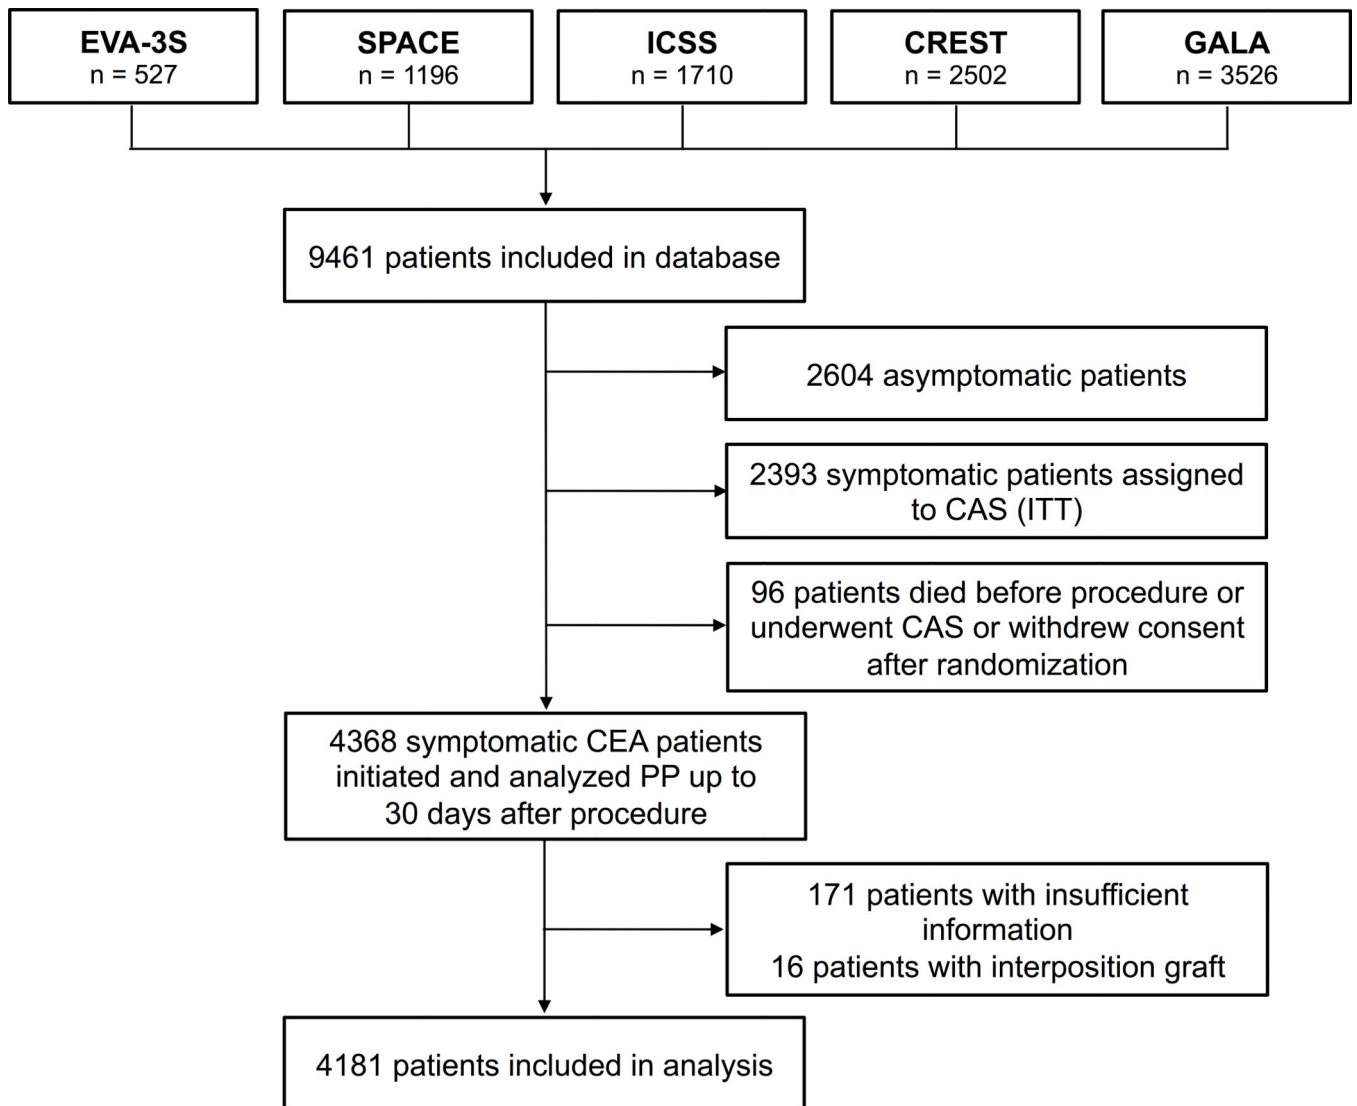 EVA-3S
n = 527
SPACE
n = 1196
ICSS
n = 1710
CREST
n = 2502
GALA
n = 3526
9461 patients included in database
2604 asymptomatic patients
2393 symptomatic patients assigned
to CAS (ITT)
96 patients died before procedure or
underwent CAS or withdrew consent
after randomization
4368 symptomatic CEA patients
initiated and analyzed PP up to
30 days after procedure
171 patients with insufficient
information
16 patients with interposition graft
4181 patients included in analysis